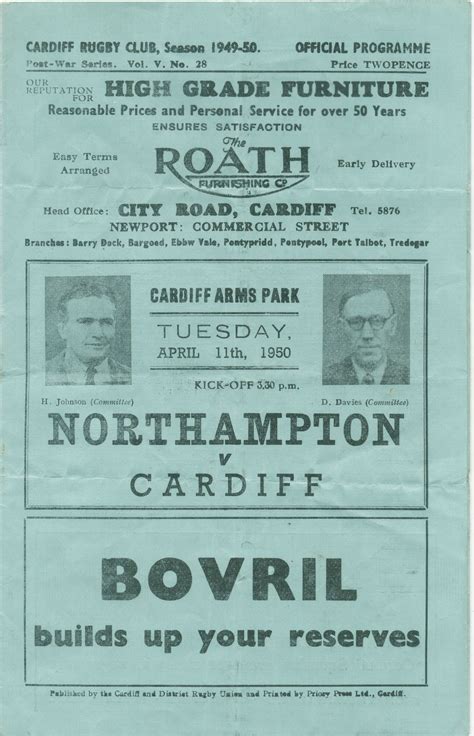 CARDIFF RUGBY CLUB, Season 1949-50. OFFICIAL PROGRAMME
Post-War Series. Vol. V. No. 28 Price TWOPENCE
OUR REPUTATION FOR HIGH GRADE FURNITURE
Reasonable Prices and Personal Service for over 50 Years
ENSURES SATISFACTION
Easy Terms Arranged The ROATH FURNISHING CO Early Delivery
Head Office: CITY ROAD, CARDIFF Tel. 5876
NEWPORT: COMMERCIAL STREET
Branches: Barry Dock, Bargoed, Ebbw Vale, Pontypridd, Pontypool, Port Talbot, Tredegar
CARDIFF ARMS PARK
TUESDAY,
APRIL 11th, 1950
KICK-OFF 3.30 p.m.
H. Johnson (Committee) D. Davies (Committee)
NORTHAMPTON
v
CARDIFF
BOVRIL
builds up your reserves
Published by the Cardiff and District Rugby Union and Printed by Priory Press Ltd., Cardiff.